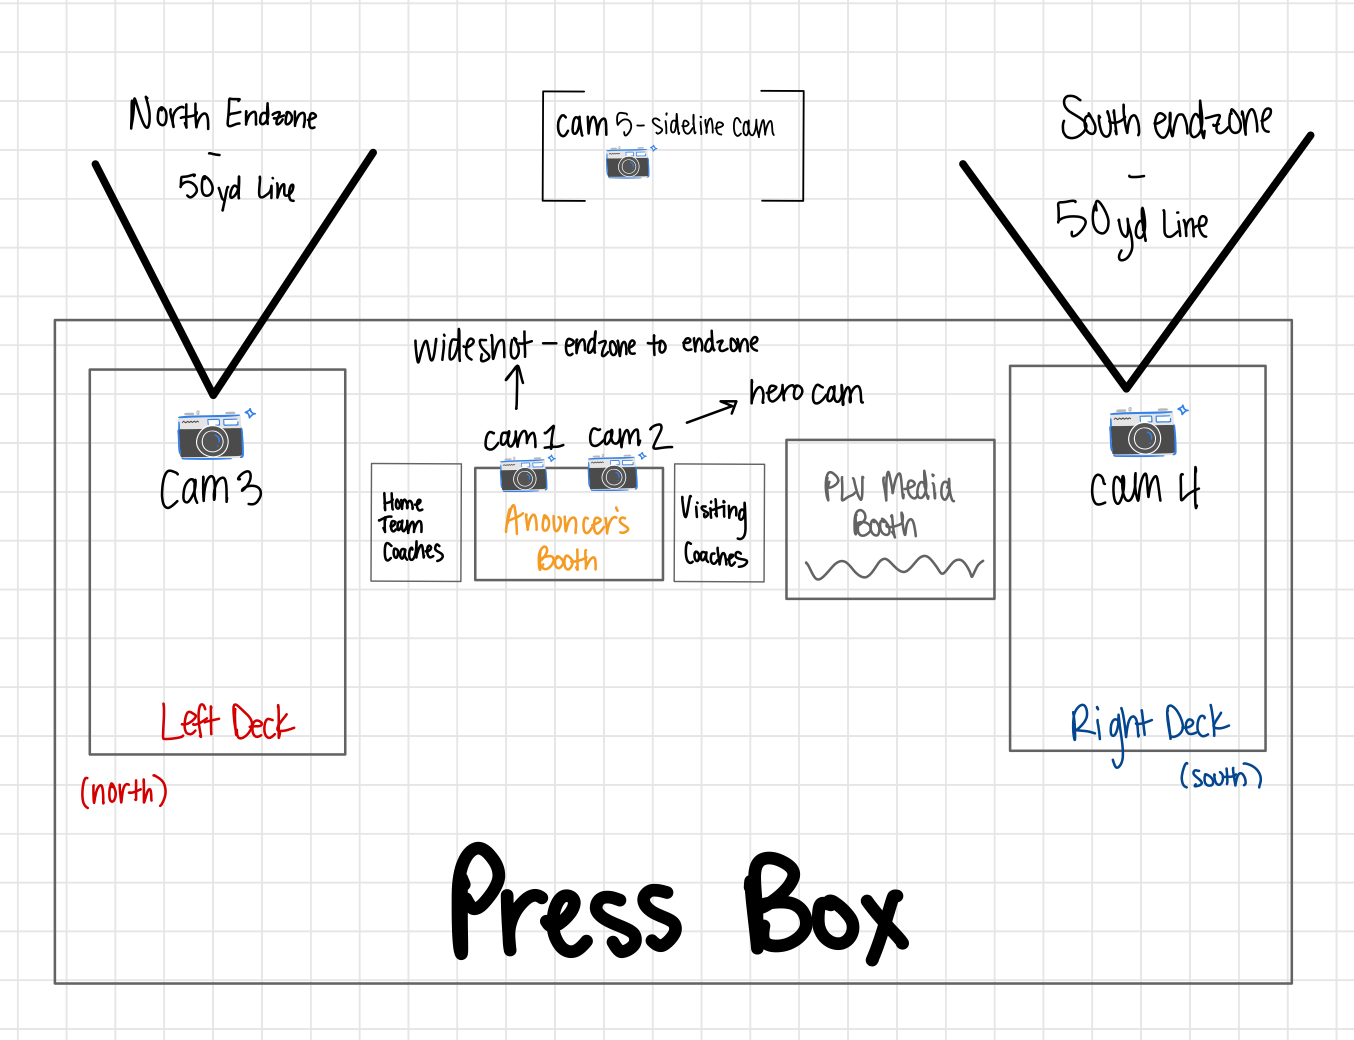 North Endzone
-
50yd Line
cam 5 - sideline cam
South endzone
-
50yd Line
wideshot - endzone to endzone
hero cam
cam 1
cam 2
Cam 3
cam 4
Home
Team
Coaches
Anouncer's
Booth
Visiting
Coaches
PLV Media
Booth
Left Deck
(north)
Right Deck
(south)
Press Box